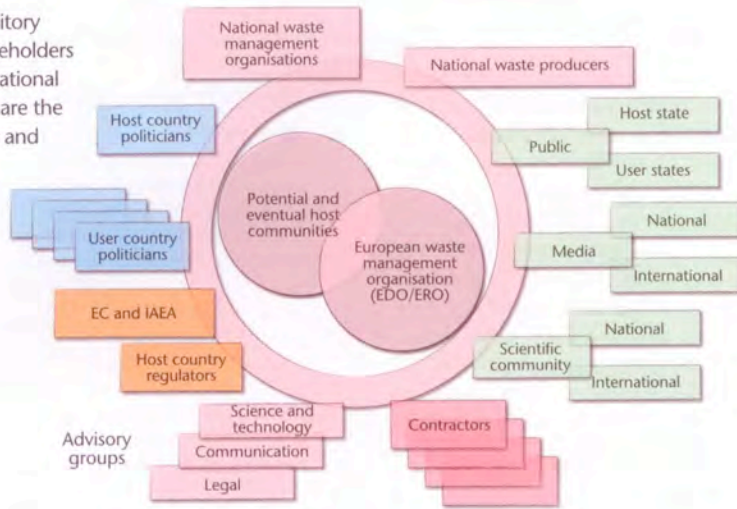 itory
eholders
ational
are the
and
National waste
management
organisations
National waste producers
Host country
politicians
Host state
Public
User states
Potential and
eventual host
communities
User country
politicians
European waste
management
organisation
(EDO/ERO)
National
Media
International
EC and IAEA
Host country
regulators
National
Scientific
community
International
Advisory
groups
Science and
technology
Communication
Legal
Contractors